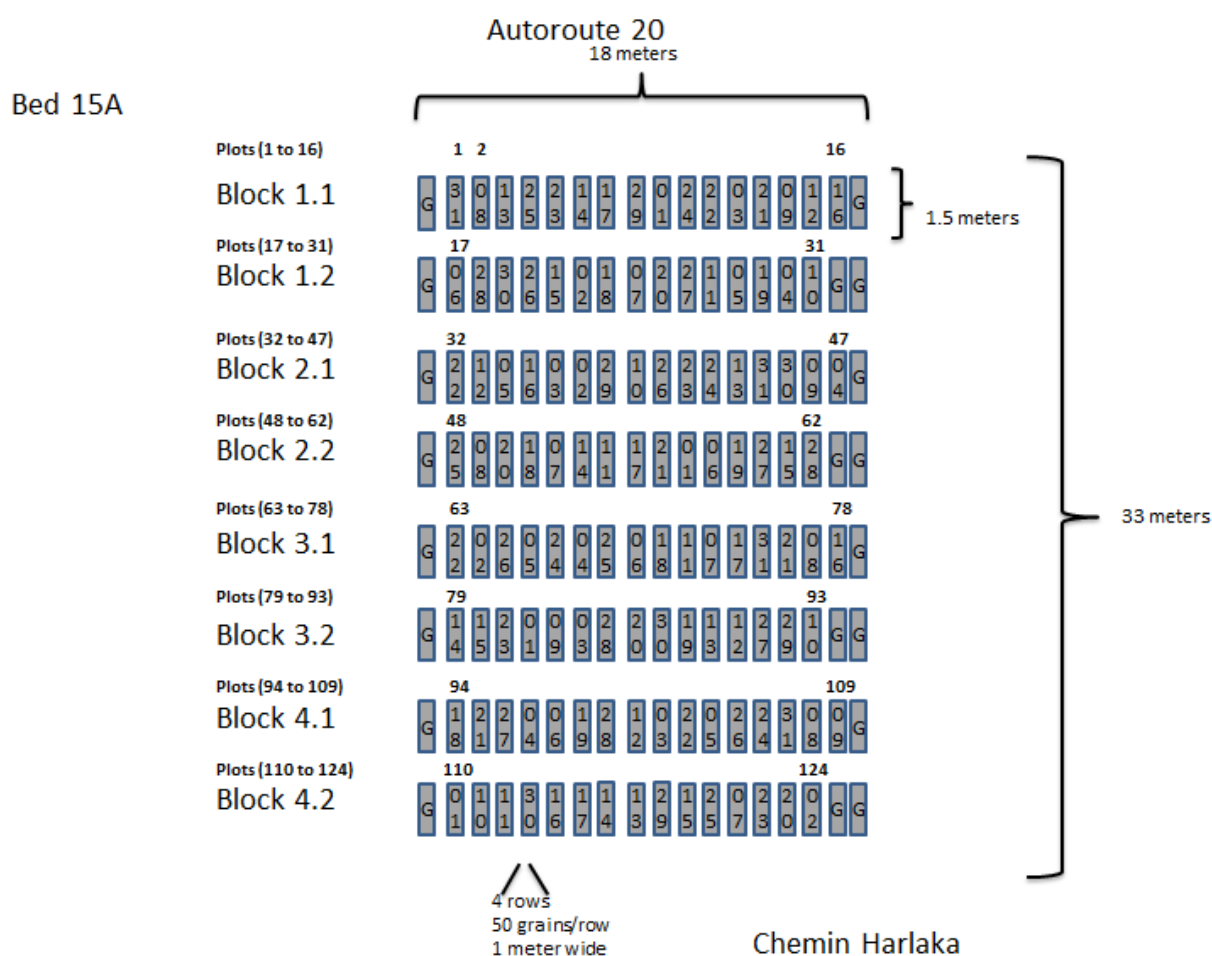 Autoroute 20
18 meters
Bed 15A
Plots (1 to 16) 1 2 16
Block 1.1 G 31 08 13 25 23 14 17 29 01 24 22 03 21 09 12 16 G
1.5 meters
Plots (17 to 31) 17 31
Block 1.2 G 06 28 30 26 15 02 18 07 20 27 11 05 19 04 10 G G
Plots (32 to 47) 32 47
Block 2.1 G 22 12 05 16 03 02 29 10 26 23 24 13 31 30 09 04 G
Plots (48 to 62) 48 62
Block 2.2 G 25 08 20 18 07 14 11 17 21 01 06 19 27 15 28 G G
Plots (63 to 78) 63 78
Block 3.1 G 22 02 26 05 24 04 25 06 18 11 07 17 31 21 08 16 G
33 meters
Plots (79 to 93) 79 93
Block 3.2 G 14 15 23 01 09 03 28 20 30 19 13 12 27 29 10 G G
Plots (94 to 109) 94 109
Block 4.1 G 18 21 27 04 06 19 28 12 03 22 05 26 24 31 08 09 G
Plots (110 to 124) 110 124
Block 4.2 G 01 10 11 30 16 17 14 13 29 15 25 07 23 20 02 G G
4 rows
50 grains/row
1 meter wide
Chemin Harlaka